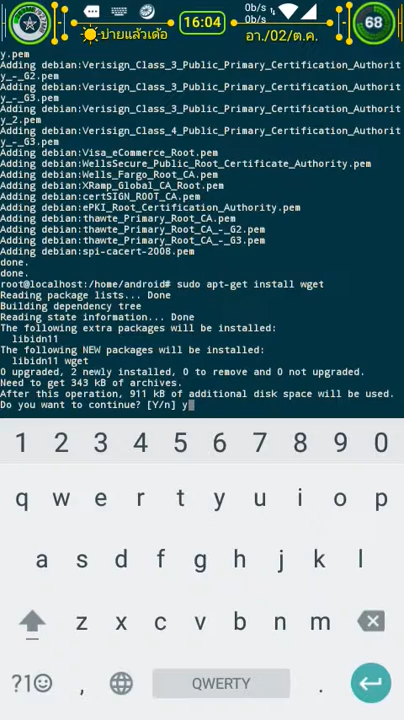 16:04
0b/s
0b/s
68
ปายแล้วเด้อ
อา./02/ต.ค.
y.pem
Adding debian:Verisign_Class_3_Public_Primary_Certification_Authorit
y_-_G2.pem
Adding debian:Verisign_Class_3_Public_Primary_Certification_Authorit
y_-_G3.pem
Adding debian:Verisign_Class_3_Public_Primary_Certification_Authorit
y_2.pem
Adding debian:Verisign_Class_4_Public_Primary_Certification_Authorit
y_-_G3.pem
Adding debian:Visa_eCommerce_Root.pem
Adding debian:WellsSecure_Public_Root_Certificate_Authority.pem
Adding debian:Wells_Fargo_Root_CA.pem
Adding debian:XRamp_Global_CA_Root.pem
Adding debian:certSIGN_ROOT_CA.pem
Adding debian:ePKI_Root_Certification_Authority.pem
Adding debian:thawte_Primary_Root_CA.pem
Adding debian:thawte_Primary_Root_CA_-_G2.pem
Adding debian:thawte_Primary_Root_CA_-_G3.pem
Adding debian:spi-cacert-2008.pem
done.
done.
root@localhost:/home/android# sudo apt-get install wget
Reading package lists... Done
Building dependency tree
Reading state information... Done
The following extra packages will be installed:
libidn11
The following NEW packages will be installed:
libidn11 wget
0 upgraded, 2 newly installed, 0 to remove and 0 not upgraded.
Need to get 343 kB of archives.
After this operation, 911 kB of additional disk space will be used.
Do you want to continue? [Y/n] y
1 2 3 4 5 6 7 8 9 0
q w e r t y u i o p
a s d f g h j k l
z x c v b n m
?1☺ , QWERTY .